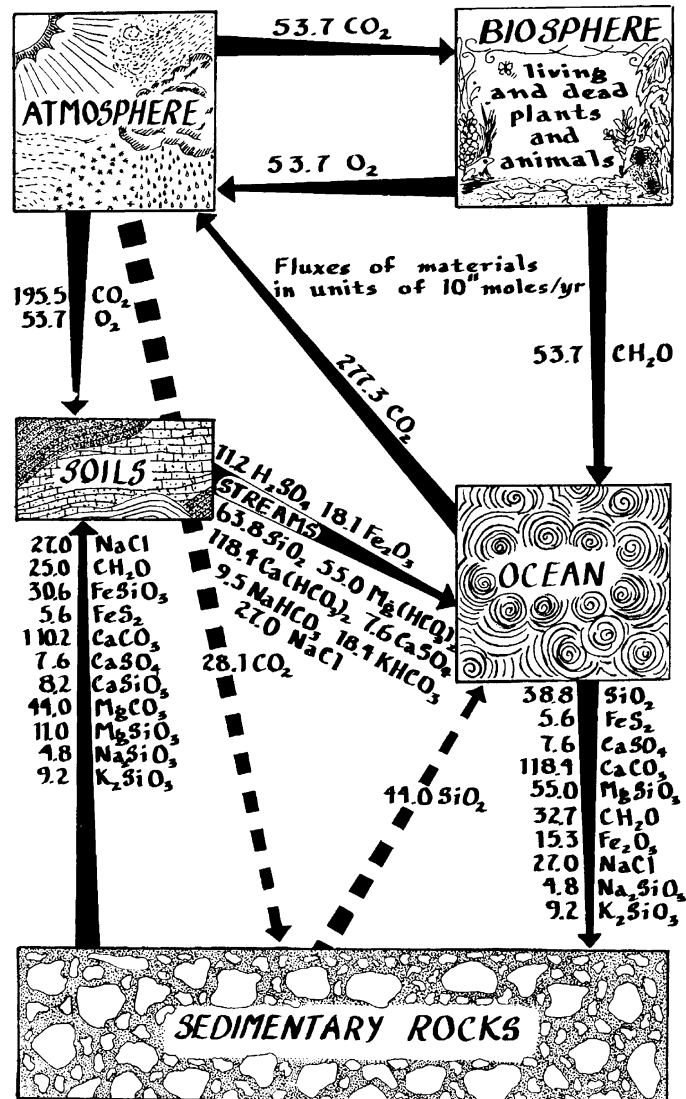 53.7 CO₂
BIOSPHERE
living
and dead
plants
and
animals
ATMOSPHERE
53.7 O₂
Fluxes of materials
in units of 10¹¹ moles/yr
195.5 CO₂
53.7 O₂
277.3 CO₂
53.7 CH₂O
SOILS
11.2 H₂SO₄ 18.1 Fe₂O₃
STREAMS
63.8 SiO₂ 55.0 Mg(HCO₃)₂
118.4 Ca(HCO₃)₂ 7.6 CaSO₄
9.5 NaHCO₃ 18.4 KHCO₃
27.0 NaCl
OCEAN
27.0 NaCl
25.0 CH₂O
30.6 FeSiO₃
5.6 FeS₂
110.2 CaCO₃
7.6 CaSO₄
8.2 CaSiO₃
44.0 MgCO₃
11.0 MgSiO₃
4.8 Na₂SiO₃
9.2 K₂SiO₃
28.1 CO₂
44.0 SiO₂
38.8 SiO₂
5.6 FeS₂
7.6 CaSO₄
118.4 CaCO₃
55.0 MgSiO₃
32.7 CH₂O
15.3 Fe₂O₃
27.0 NaCl
4.8 Na₂SiO₃
9.2 K₂SiO₃
SEDIMENTARY ROCKS